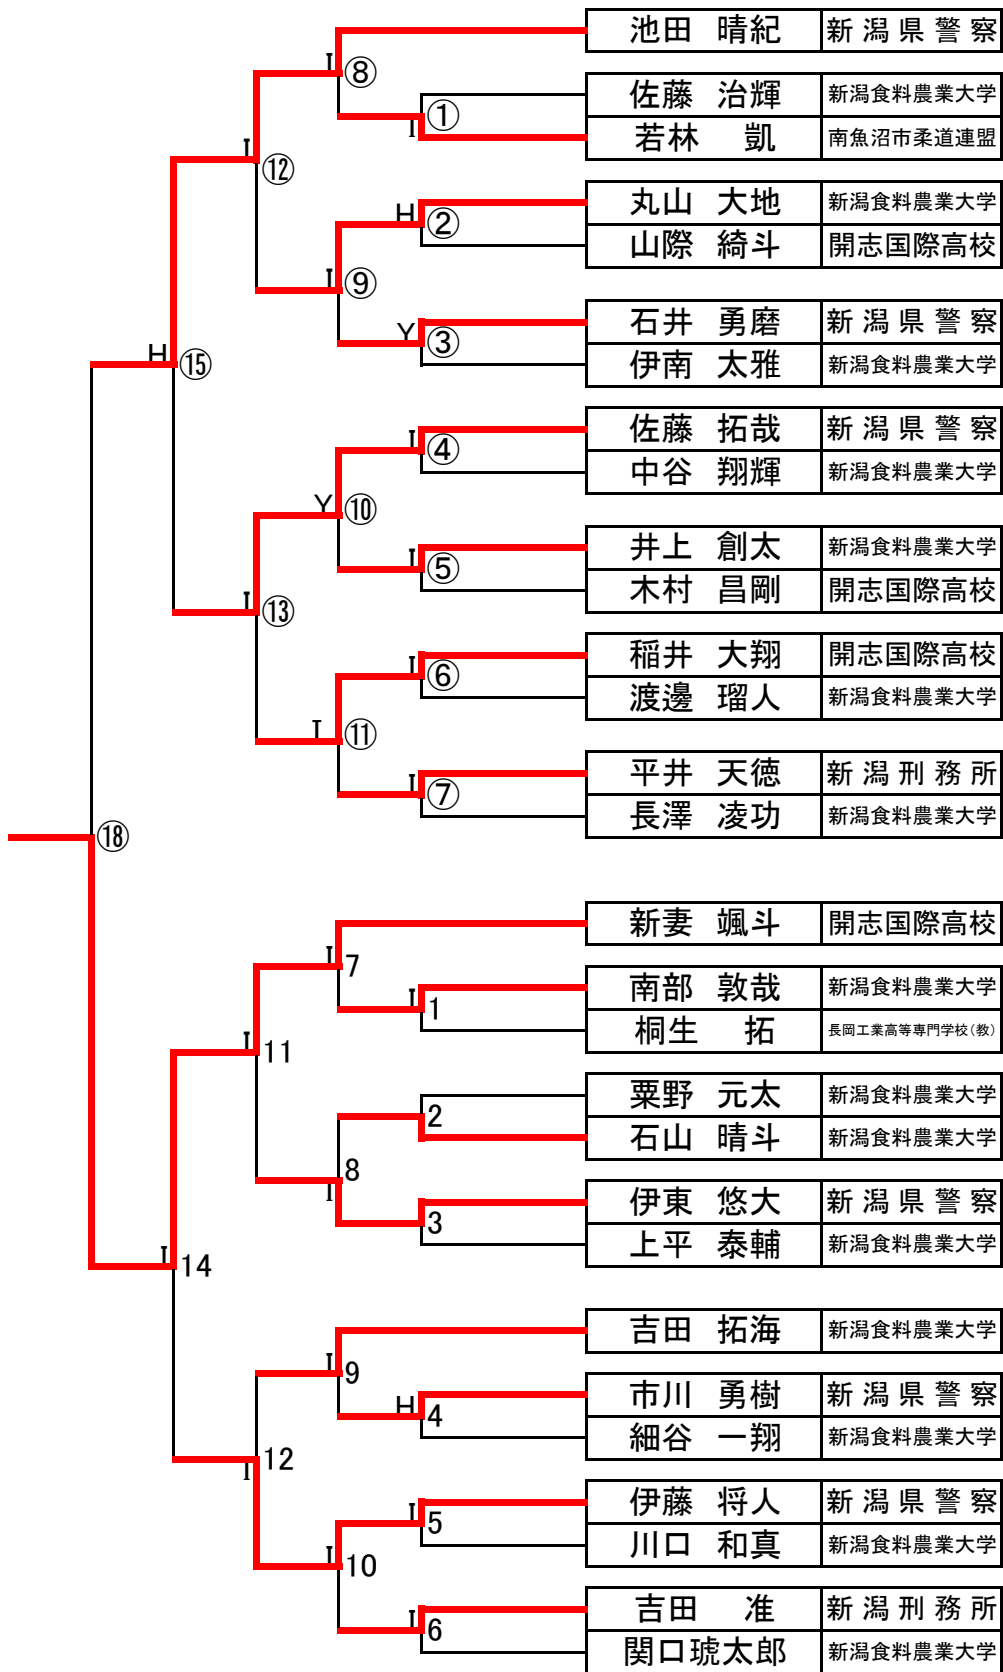 池田 晴紀 新潟県警察
I ⑧
佐藤 治輝 新潟食料農業大学
I ①
若林 凱 南魚沼市柔道連盟
I ⑫
丸山 大地 新潟食料農業大学
H ②
山際 綺斗 開志国際高校
I ⑨
石井 勇磨 新潟県警察
Y ③
伊南 太雅 新潟食料農業大学
H ⑮
佐藤 拓哉 新潟県警察
I ④
中谷 翔輝 新潟食料農業大学
Y ⑩
井上 創太 新潟食料農業大学
I ⑤
木村 昌剛 開志国際高校
I ⑬
稲井 大翔 開志国際高校
I ⑥
渡邊 瑠人 新潟食料農業大学
I ⑪
平井 天徳 新潟刑務所
I ⑦
長澤 凌功 新潟食料農業大学
⑱
新妻 颯斗 開志国際高校
I 7
南部 敦哉 新潟食料農業大学
I 1
桐生 拓 長岡工業高等専門学校(教)
I 11
粟野 元太 新潟食料農業大学
2
石山 晴斗 新潟食料農業大学
I 8
伊東 悠大 新潟県警察
3
上平 泰輔 新潟食料農業大学
I 14
吉田 拓海 新潟食料農業大学
I 9
市川 勇樹 新潟県警察
H 4
細谷 一翔 新潟食料農業大学
I 12
伊藤 将人 新潟県警察
I 5
川口 和真 新潟食料農業大学
I 10
吉田 准 新潟刑務所
I 6
関口琥太郎 新潟食料農業大学